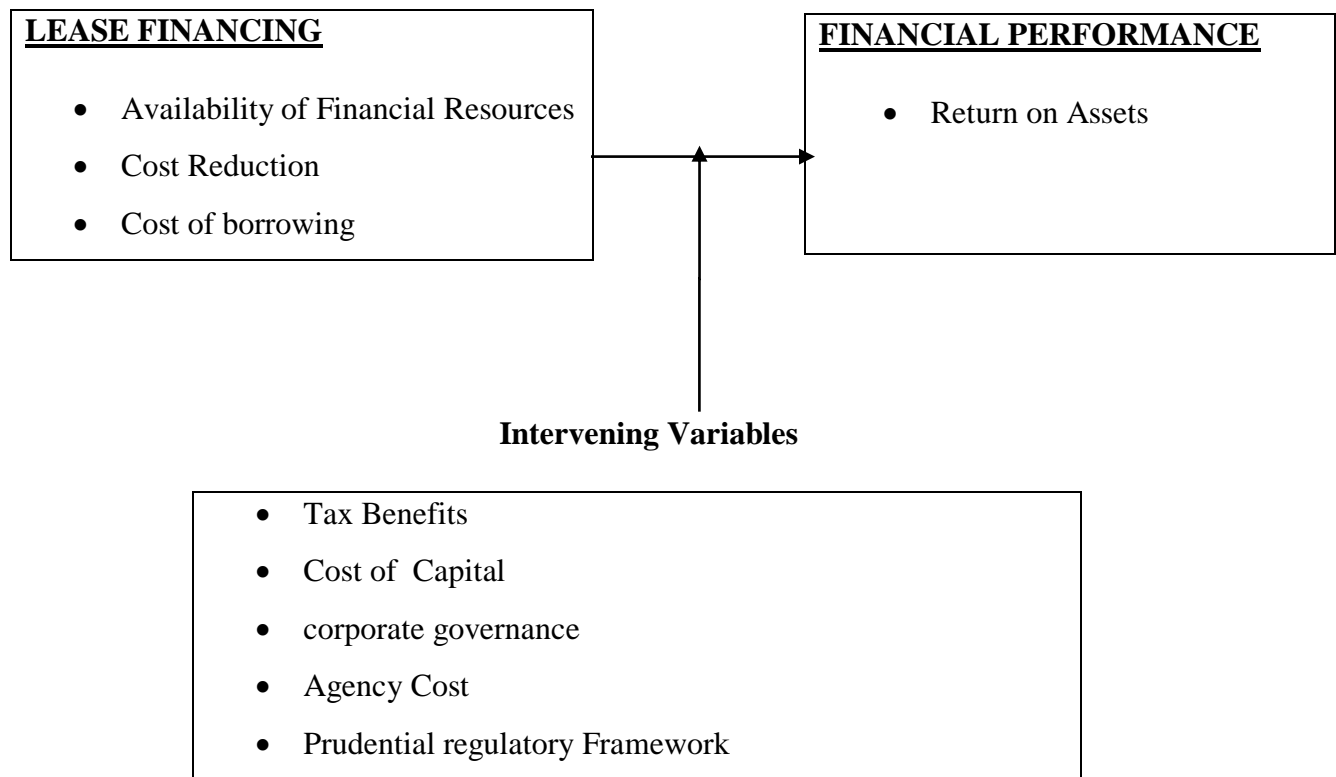 LEASE FINANCING
• Availability of Financial Resources
• Cost Reduction
• Cost of borrowing
FINANCIAL PERFORMANCE
• Return on Assets
Intervening Variables
• Tax Benefits
• Cost of Capital
• corporate governance
• Agency Cost
• Prudential regulatory Framework